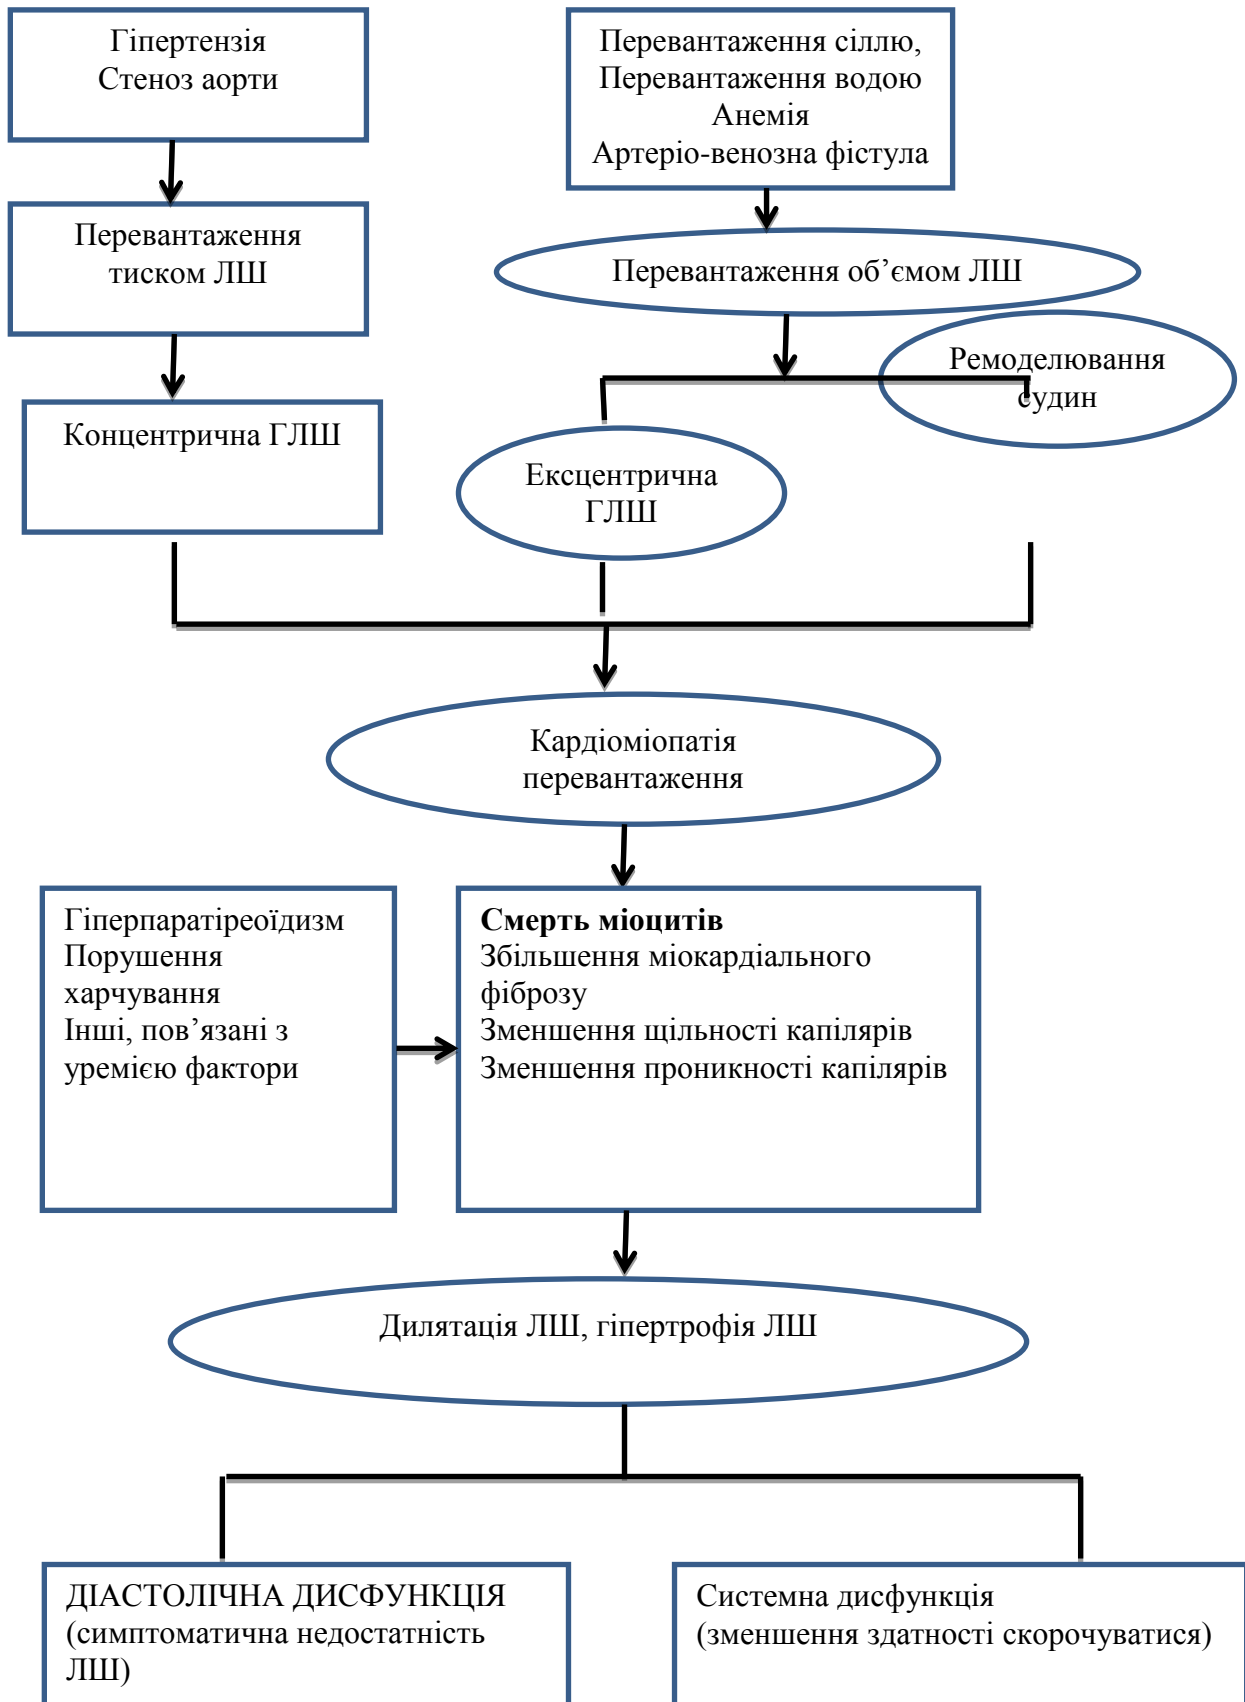 Гіпертензія
Стеноз аорти
Перевантаження сіллю,
Перевантаження водою
Анемія
Артеріо-венозна фістула
Перевантаження
тиском ЛШ
Перевантаження об’ємом ЛШ
Ремоделювання
судин
Концентрична ГЛШ
Ексцентрична
ГЛШ
Кардіоміопатія
перевантаження
Гіперпаратіреоїдизм
Порушення
харчування
Інші, пов’язані з
уремією фактори
Смерть міоцитів
Збільшення міокардіального
фіброзу
Зменшення щільності капілярів
Зменшення проникності капілярів
Дилятація ЛШ, гіпертрофія ЛШ
ДІАСТОЛІЧНА ДИСФУНКЦІЯ
(симптоматична недостатність
ЛШ)
Системна дисфункція
(зменшення здатності скорочуватися)